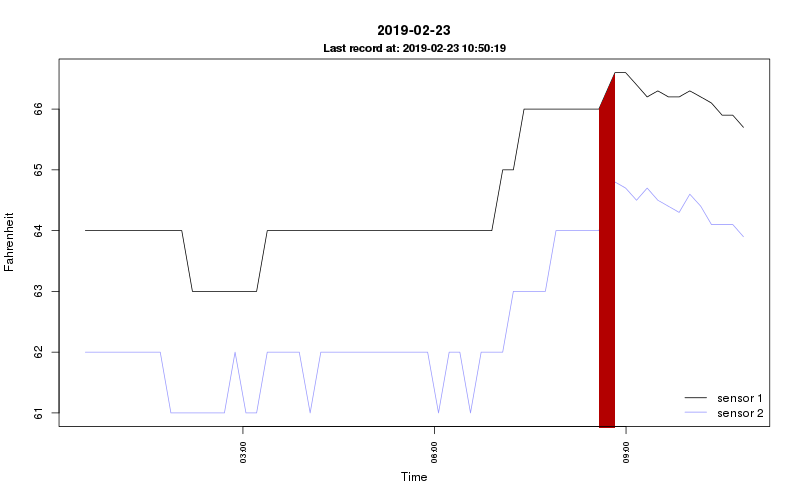 2019-02-23
Last record at: 2019-02-23 10:50:19
Fahrenheit
66
65
64
63
62
61
sensor 1
sensor 2
03:00
06:00
09:00
Time